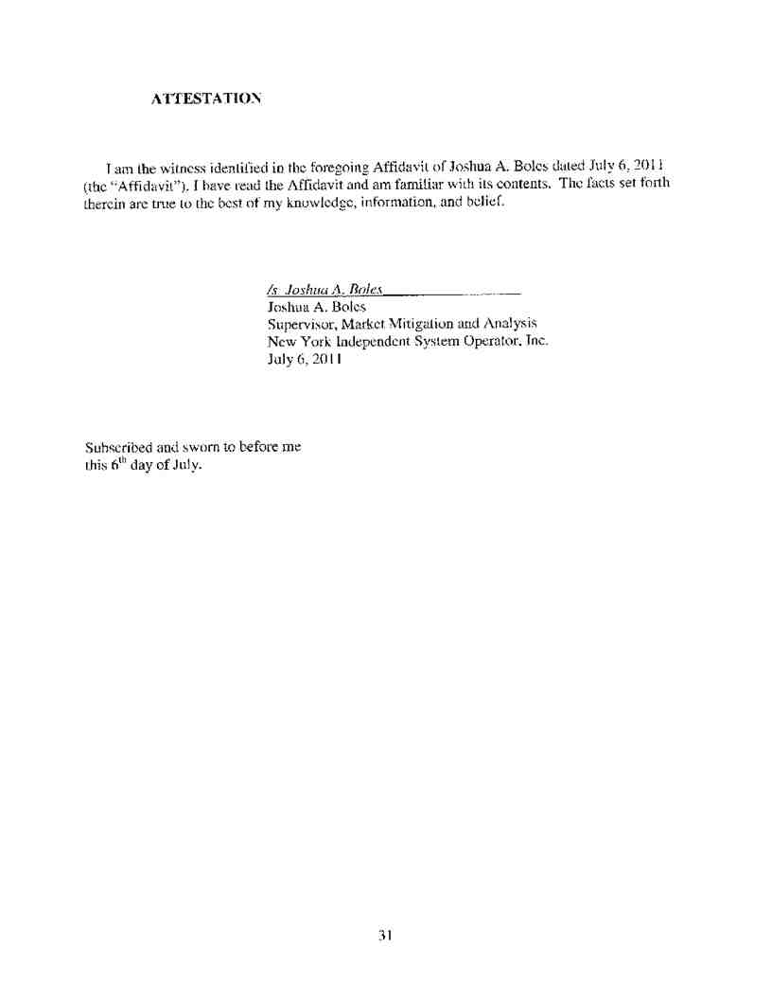 ATTESTATION
I am the witness identified in the foregoing Affidavit of Joshua A. Boles dated July 6, 2011
(the "Affidavit"). I have read the Affidavit and am familiar with its contents. The facts set forth
therein are true to the best of my knowledge, information, and belief.
/s Joshua A. Boles
Joshua A. Boles
Supervisor, Market Mitigation and Analysis
New York Independent System Operator, Inc.
July 6, 2011
Subscribed and sworn to before me
this 6th day of July.
31